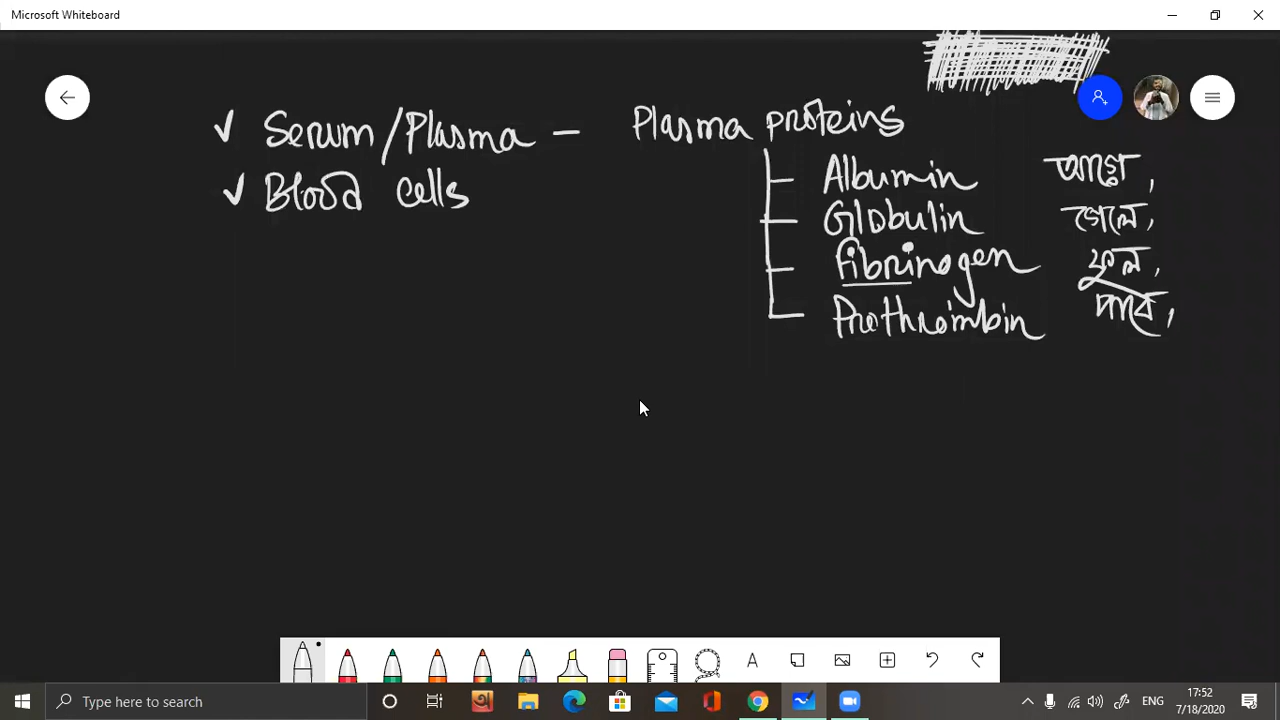 Microsoft Whiteboard
✓ Serum/Plasma — Plasma proteins
✓ Blood cells
Albumin আগে,
Globulin গেলে,
Fibrinogen ফুল,
Prothrombin পাবে,
A
Type here to search
ENG
17:52
7/18/2020